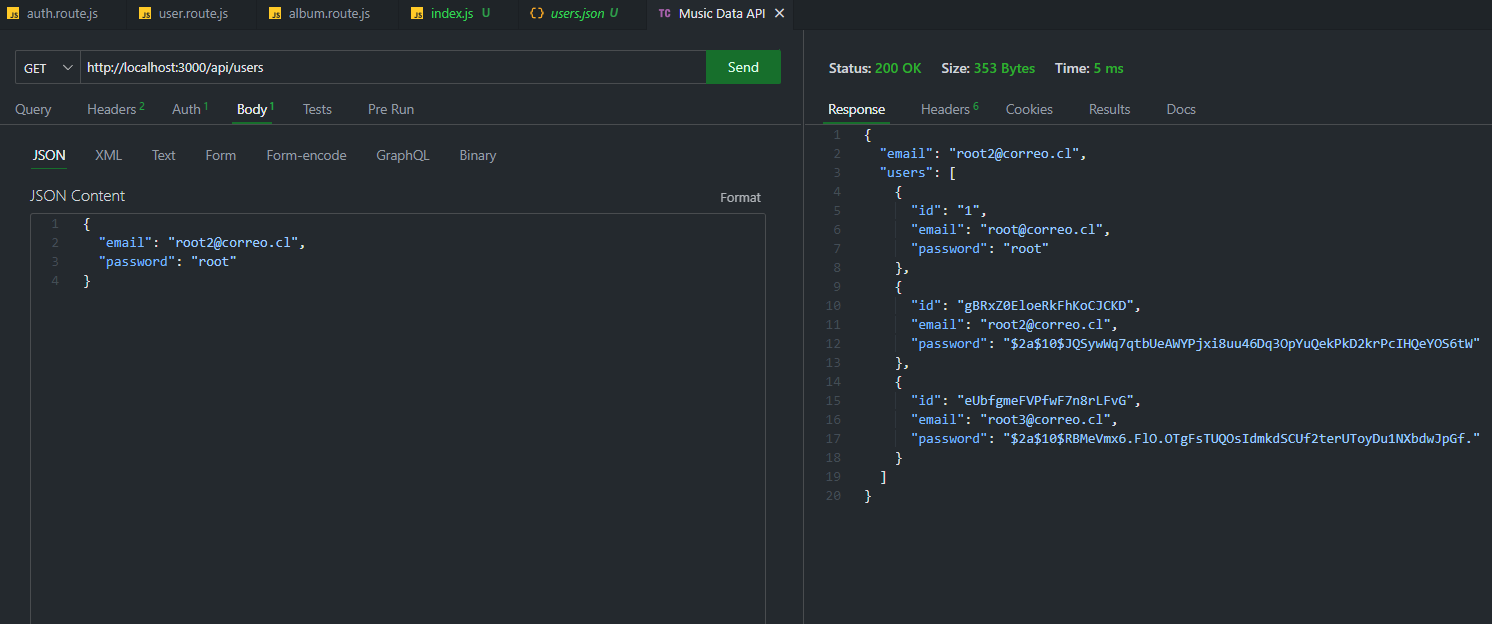 JS auth.route.js JS user.route.js JS album.route.js JS index.js U {} users.json U TC Music Data API ✕
GET http://localhost:3000/api/users Send
Query Headers 2 Auth 1 Body 1 Tests Pre Run
JSON XML Text Form Form-encode GraphQL Binary
JSON Content Format
1 {
2 "email": "root2@correo.cl",
3 "password": "root"
4 }
Status: 200 OK Size: 353 Bytes Time: 5 ms
Response Headers 6 Cookies Results Docs
1 {
2 "email": "root2@correo.cl",
3 "users": [
4 {
5 "id": "1",
6 "email": "root@correo.cl",
7 "password": "root"
8 },
9 {
10 "id": "gBRxZ0EloeRkFhKoCJCKD",
11 "email": "root2@correo.cl",
12 "password": "$2a$10$JQSywWq7qtbUeAWYPjxi8uu46Dq3OpYuQekPkD2krPcIHQeYOS6tW"
13 },
14 {
15 "id": "eUbfgmeFVPfwF7n8rLFvG",
16 "email": "root3@correo.cl",
17 "password": "$2a$10$RBMeVmx6.FlO.OTgFsTUQOsIdmkdSCUf2terUToyDu1NXbdwJpGf."
18 }
19 ]
20 }